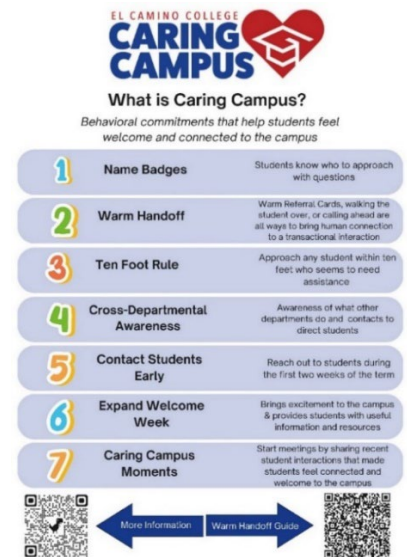 EL CAMINO COLLEGE
CARING
CAMPUS
What is Caring Campus?
Behavioral commitments that help students feel
welcome and connected to the campus
1
Name Badges
Students know who to approach
with questions
2
Warm Handoff
Warm Referral Cards, walking the
student over, or calling ahead are
all ways to bring human connection
to a transactional interaction
3
Ten Foot Rule
Approach any student within ten
feet who seems to need
assistance
4
Cross-Departmental
Awareness
Awareness of what other
departments do and contacts to
direct students
5
Contact Students
Early
Reach out to students during
the first two weeks of the term
6
Expand Welcome
Week
Brings excitement to the campus
& provides students with useful
information and resources
7
Caring Campus
Moments
Start meetings by sharing recent
student interactions that made
students feel connected and
welcome to the campus
More Information
Warm Handoff Guide